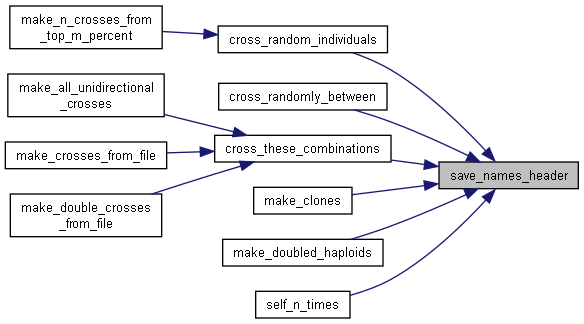 make_n_crosses_from
_top_m_percent
cross_random_individuals
make_all_unidirectional
_crosses
cross_randomly_between
make_crosses_from_file
cross_these_combinations
save_names_header
make_double_crosses
_from_file
make_clones
make_doubled_haploids
self_n_times